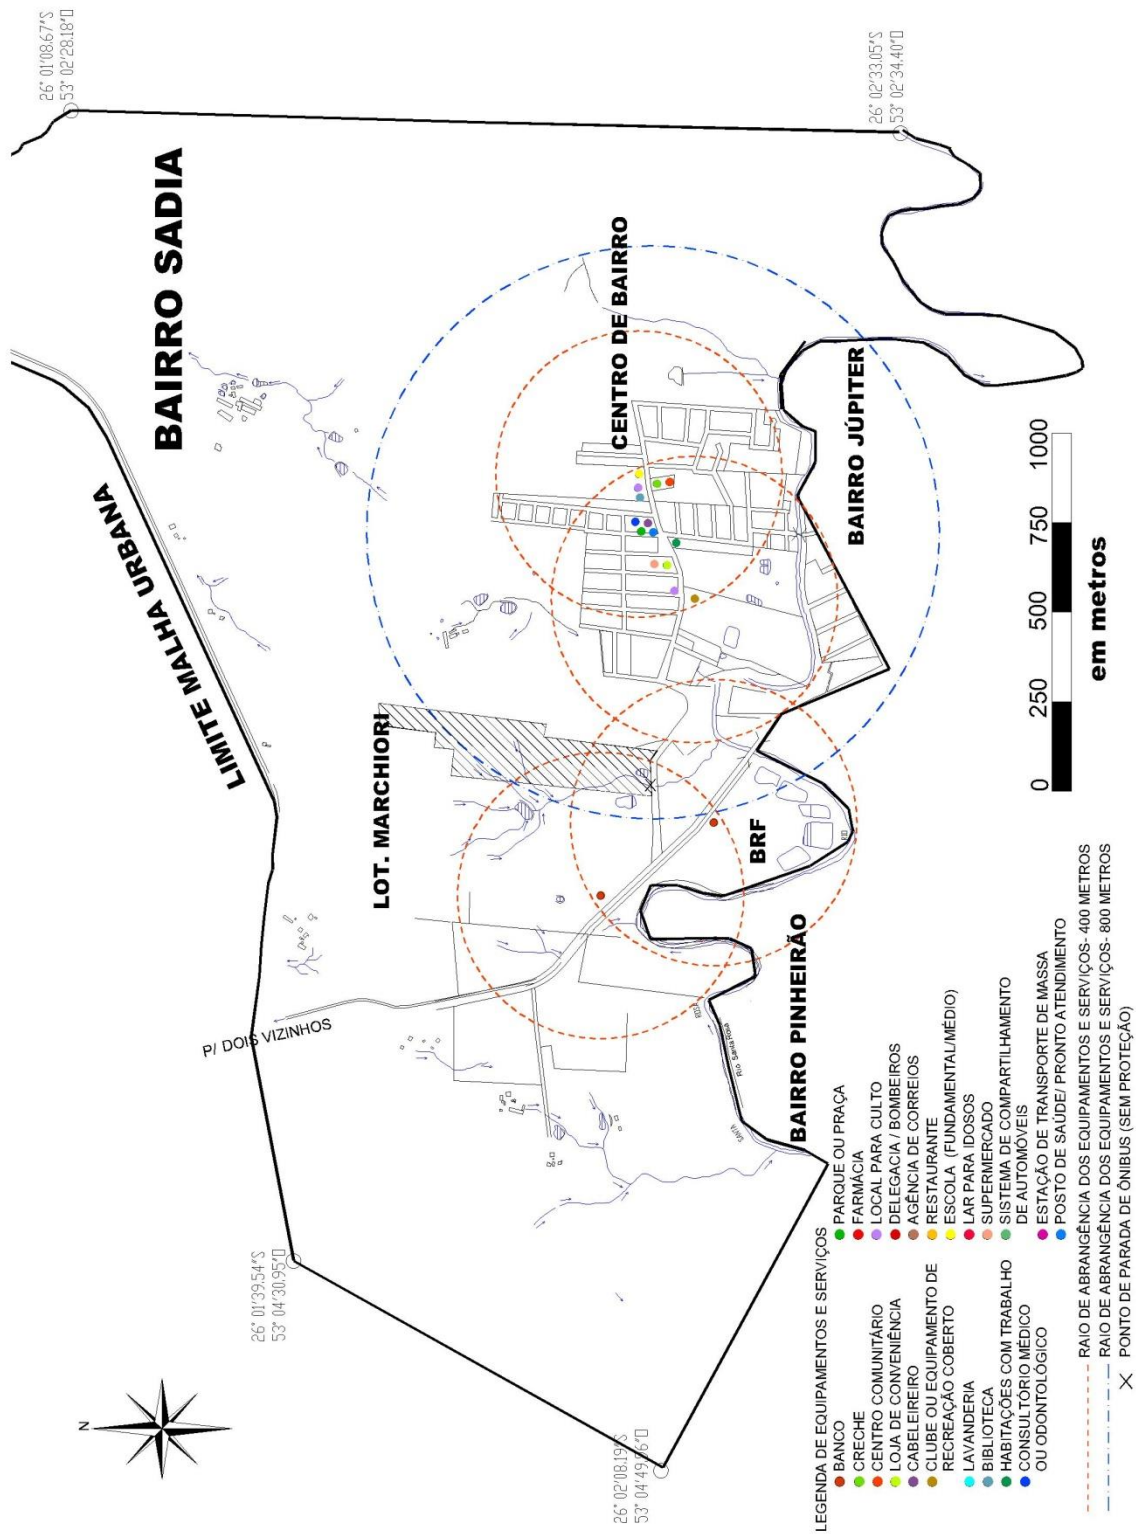 26° 01'08.67"S
53° 02'28.18"O
BAIRRO SADIA
LIMITE MALHA URBANA
CENTRO DE BAIRRO
LOT. MARCHIORI
P/ DOIS VIZINHOS
26° 02'33.05"S
53° 02'34.40"O
BAIRRO JÚPITER
BRF
RIO
BAIRRO PINHEIRÃO
ROSA
Rio Santa Rosa
SANTA
26° 01'39.54"S
53° 04'30.95"O
26° 02'08.19"S
53° 04'49.66"O
N
0 250 500 750 1000
em metros
LEGENDA DE EQUIPAMENTOS E SERVIÇOS
BANCO
CRECHE
CENTRO COMUNITÁRIO
LOJA DE CONVENIÊNCIA
CABELEIREIRO
CLUBE OU EQUIPAMENTO DE
RECREAÇÃO COBERTO
LAVANDERIA
BIBLIOTECA
HABITAÇÕES COM TRABALHO
CONSULTÓRIO MÉDICO
OU ODONTOLÓGICO
PARQUE OU PRAÇA
FARMÁCIA
LOCAL PARA CULTO
DELEGACIA / BOMBEIROS
AGÊNCIA DE CORREIOS
RESTAURANTE
ESCOLA (FUNDAMENTAL/MÉDIO)
LAR PARA IDOSOS
SUPERMERCADO
SISTEMA DE COMPARTILHAMENTO
DE AUTOMÓVEIS
ESTAÇÃO DE TRANSPORTE DE MASSA
POSTO DE SAÚDE/ PRONTO ATENDIMENTO
RAIO DE ABRANGÊNCIA DOS EQUIPAMENTOS E SERVIÇOS- 400 METROS
RAIO DE ABRANGÊNCIA DOS EQUIPAMENTOS E SERVIÇOS- 800 METROS
PONTO DE PARADA DE ÔNIBUS (SEM PROTEÇÃO)